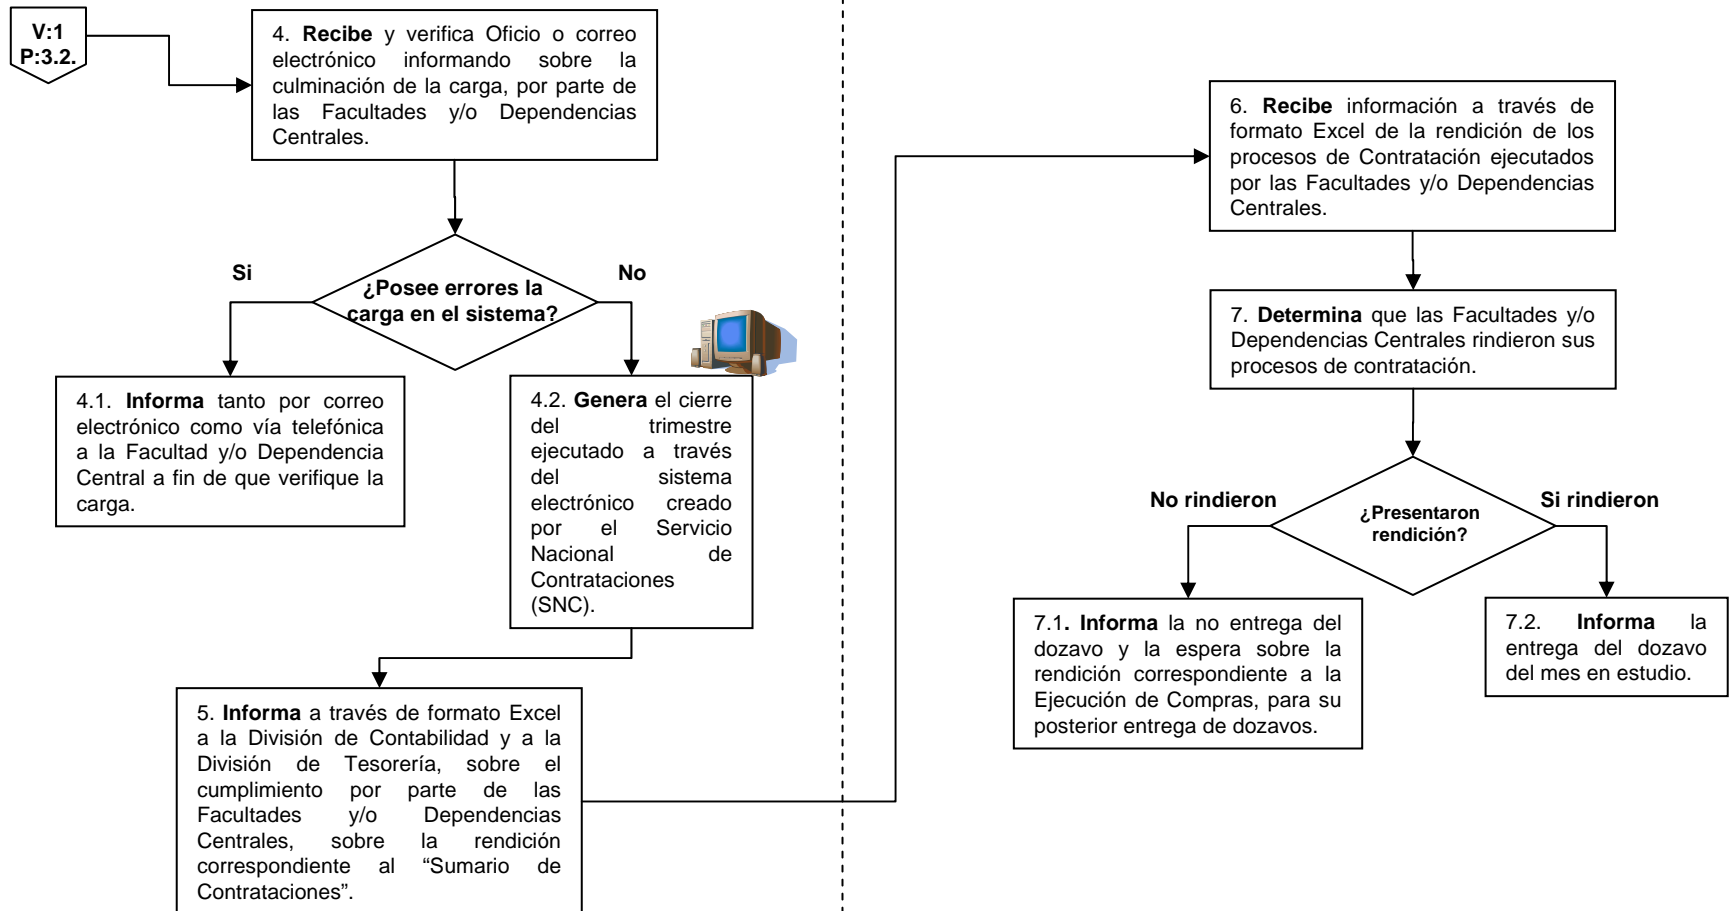 V:1
P:3.2.
4. Recibe y verifica Oficio o correo
electrónico informando sobre la
culminación de la carga, por parte de
las Facultades y/o Dependencias
Centrales.
Si
No
¿Posee errores la
carga en el sistema?
4.1. Informa tanto por correo
electrónico como vía telefónica
a la Facultad y/o Dependencia
Central a fin de que verifique la
carga.
4.2. Genera el cierre
del trimestre
ejecutado a través
del sistema
electrónico creado
por el Servicio
Nacional de
Contrataciones
(SNC).
5. Informa a través de formato Excel
a la División de Contabilidad y a la
División de Tesorería, sobre el
cumplimiento por parte de las
Facultades y/o Dependencias
Centrales, sobre la rendición
correspondiente al “Sumario de
Contrataciones”.
6. Recibe información a través de
formato Excel de la rendición de los
procesos de Contratación ejecutados
por las Facultades y/o Dependencias
Centrales.
7. Determina que las Facultades y/o
Dependencias Centrales rindieron sus
procesos de contratación.
No rindieron
Si rindieron
¿Presentaron
rendición?
7.1. Informa la no entrega del
dozavo y la espera sobre la
rendición correspondiente a la
Ejecución de Compras, para su
posterior entrega de dozavos.
7.2. Informa la
entrega del dozavo
del mes en estudio.